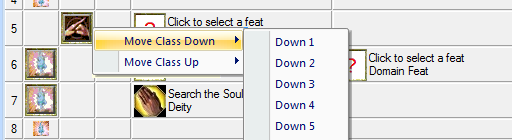 5
Click to select a feat
Move Class Down
Down 1
6
Move Class Up
Down 2
?
Click to select a feat
Domain Feat
Down 3
7
Search the Soul
Deity
Down 4
8
Down 5